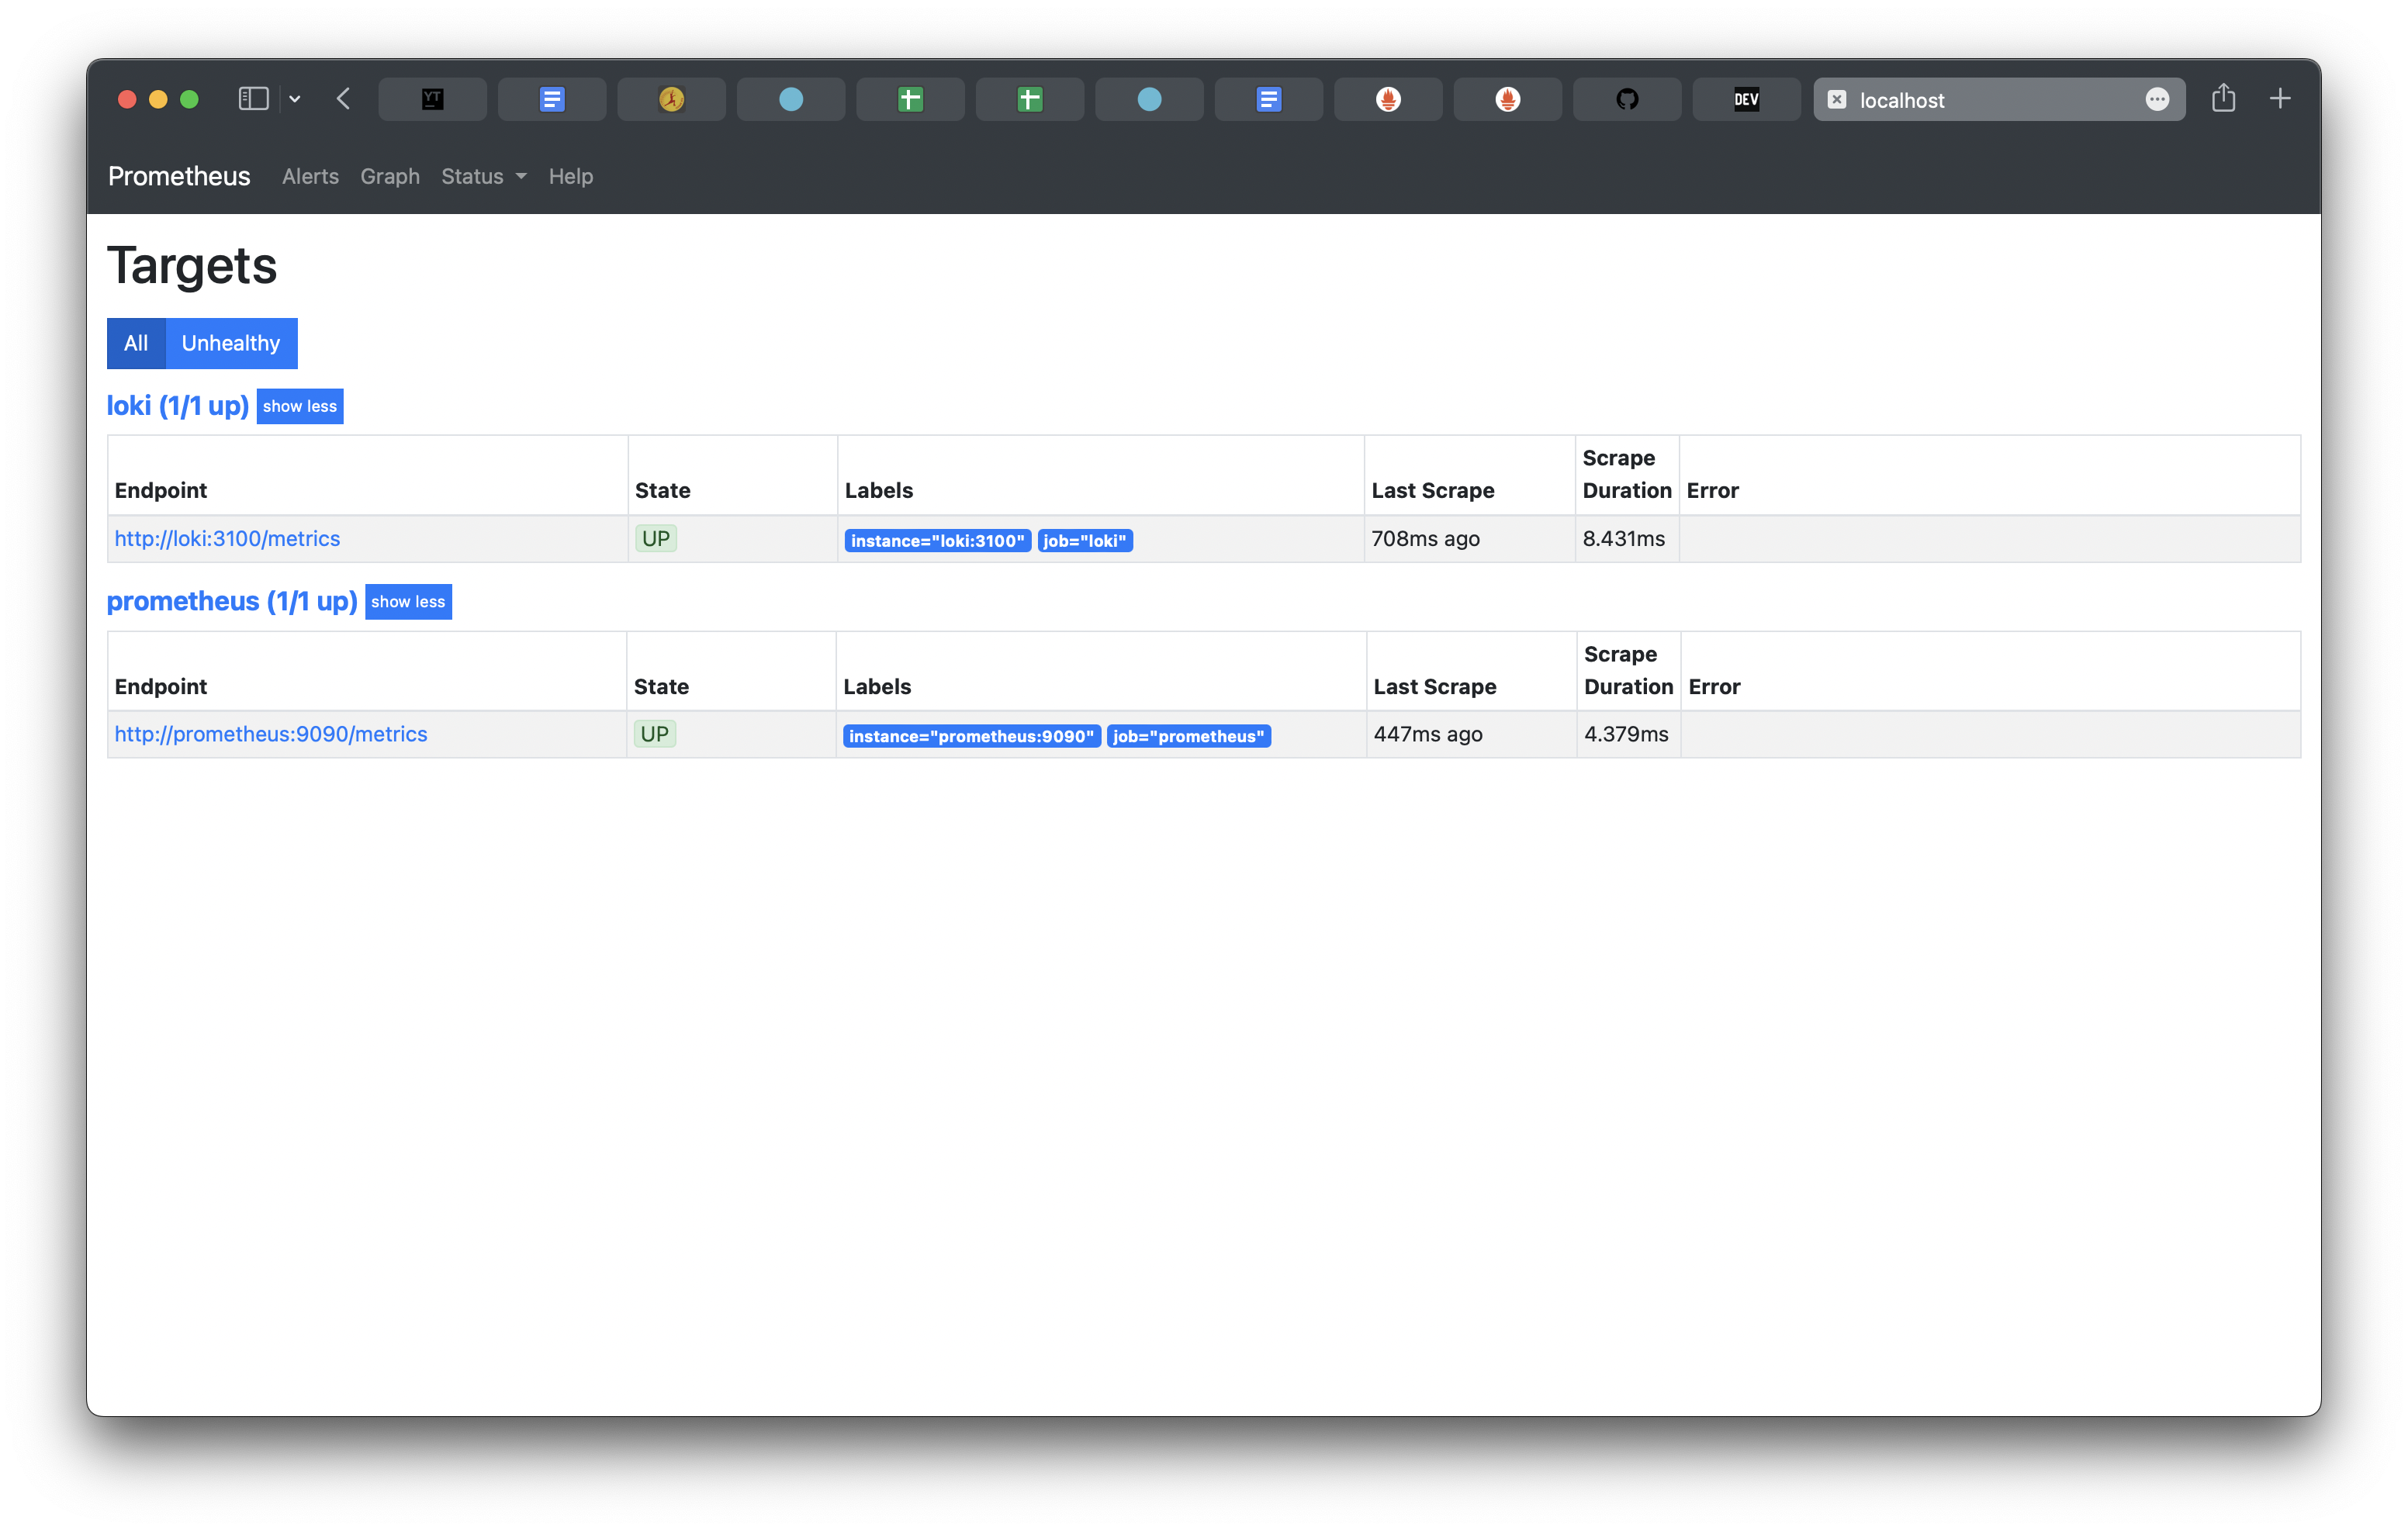 YT
DEV
localhost
Prometheus Alerts Graph Status Help
Targets
All Unhealthy
loki (1/1 up) show less
Endpoint State Labels Last Scrape Scrape Duration Error
http://loki:3100/metrics UP instance="loki:3100" job="loki" 708ms ago 8.431ms
prometheus (1/1 up) show less
Endpoint State Labels Last Scrape Scrape Duration Error
http://prometheus:9090/metrics UP instance="prometheus:9090" job="prometheus" 447ms ago 4.379ms